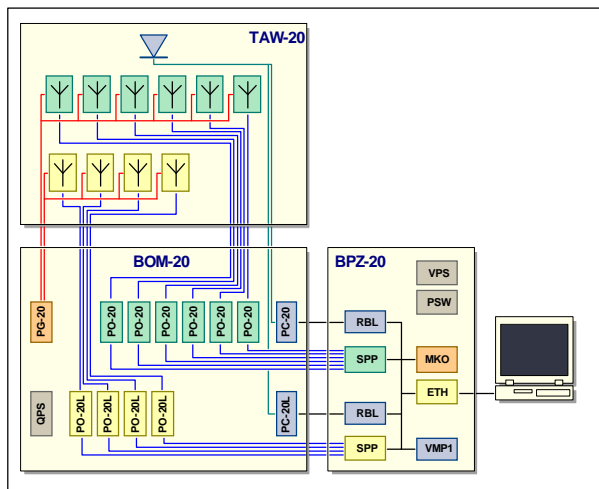 TAW-20
BOM-20
BPZ-20
VPS
PSW
PG-20
PO-20
PO-20
PO-20
PO-20
PO-20
PO-20
PC-20
RBL
SPP
MKO
ETH
QPS
PO-20L
PO-20L
PO-20L
PO-20L
PC-20L
RBL
SPP
VMP1